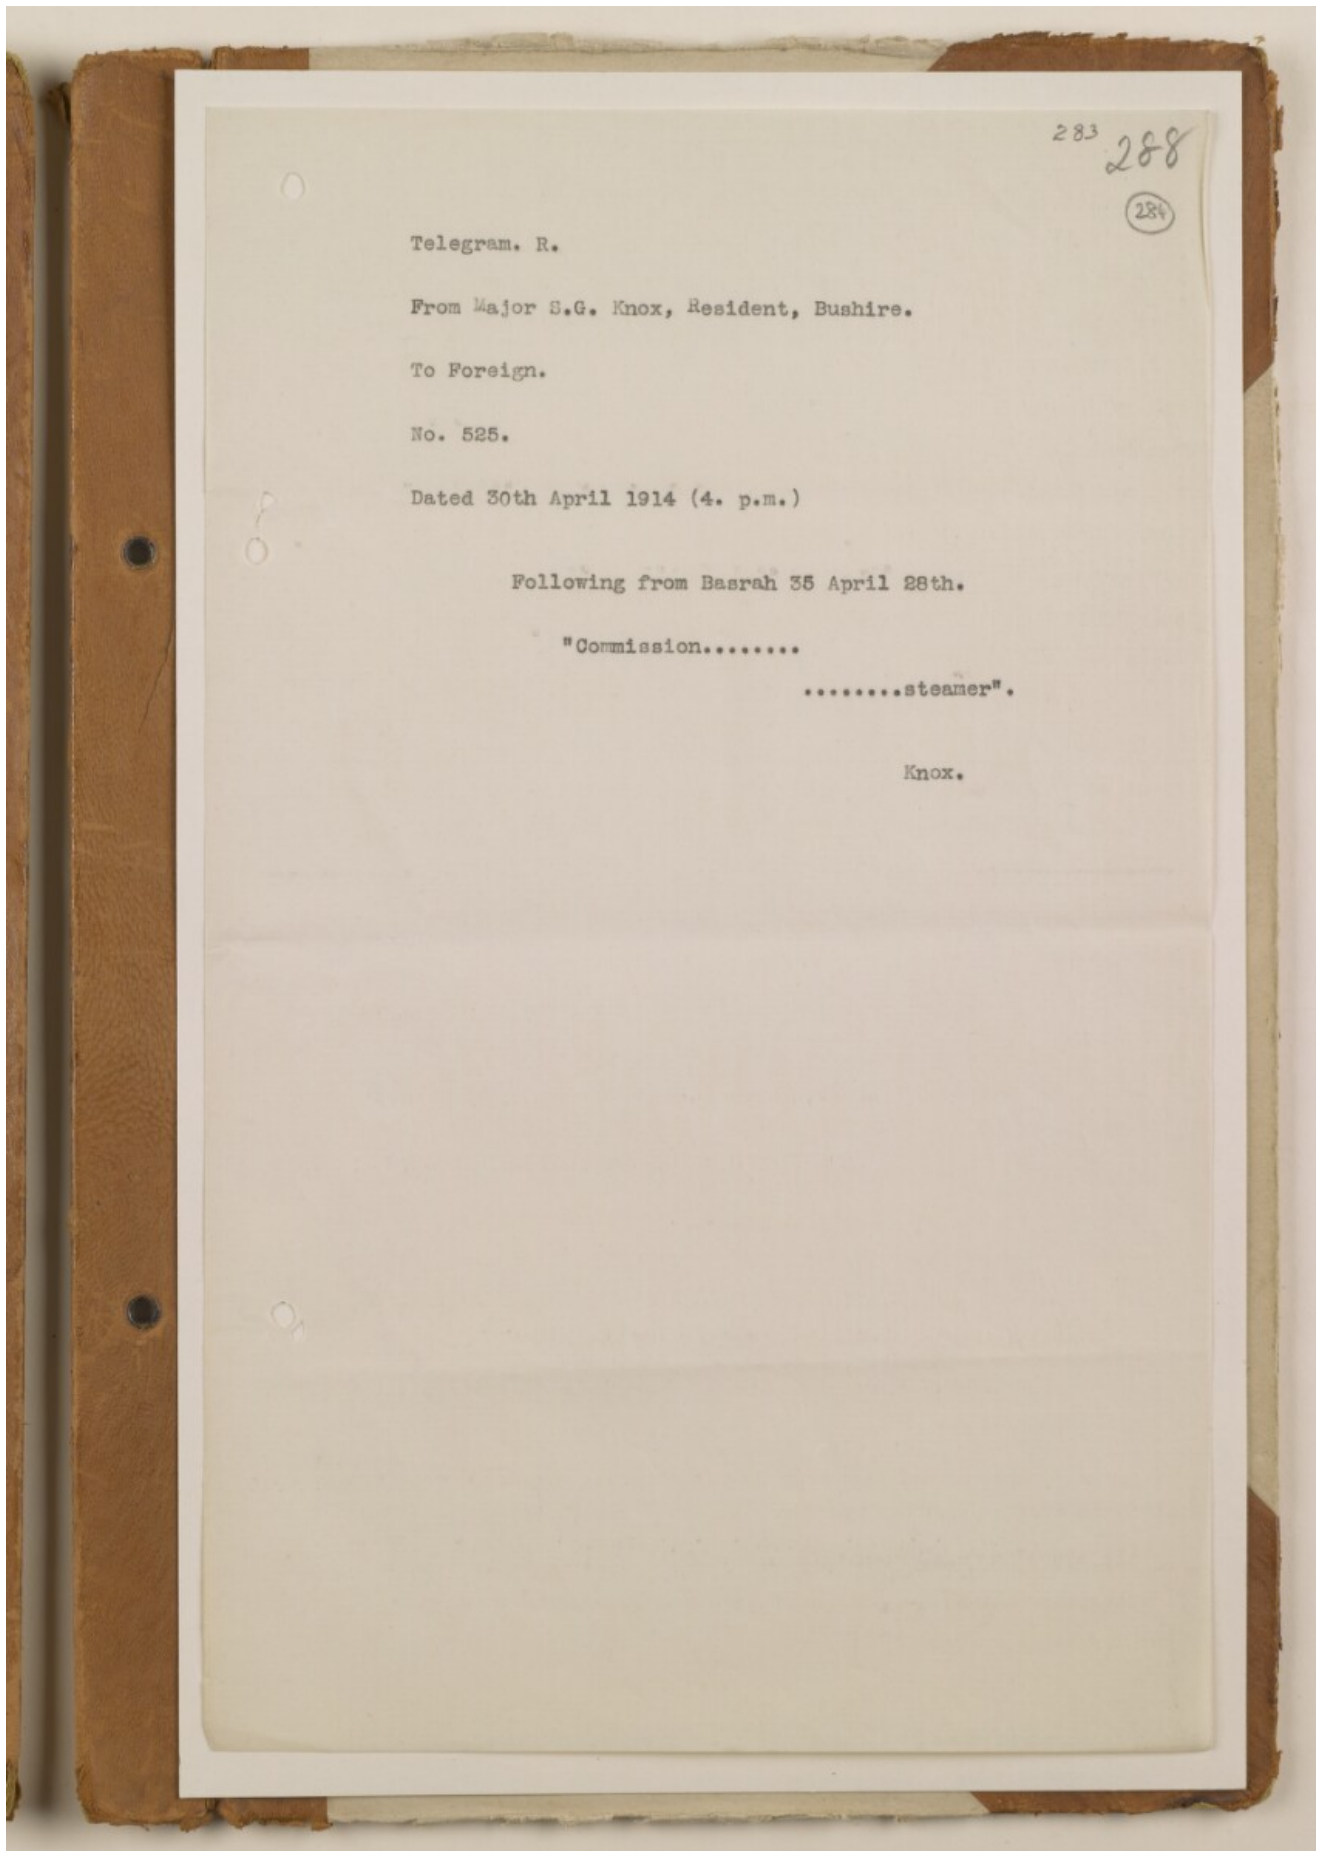 283
288
284
Telegram. R.
From Major S.G. Knox, Resident, Bushire.
To Foreign.
No. 525.
Dated 30th April 1914 (4. p.m.)
Following from Basrah 35 April 28th.
"Commission........
........steamer".
Knox.